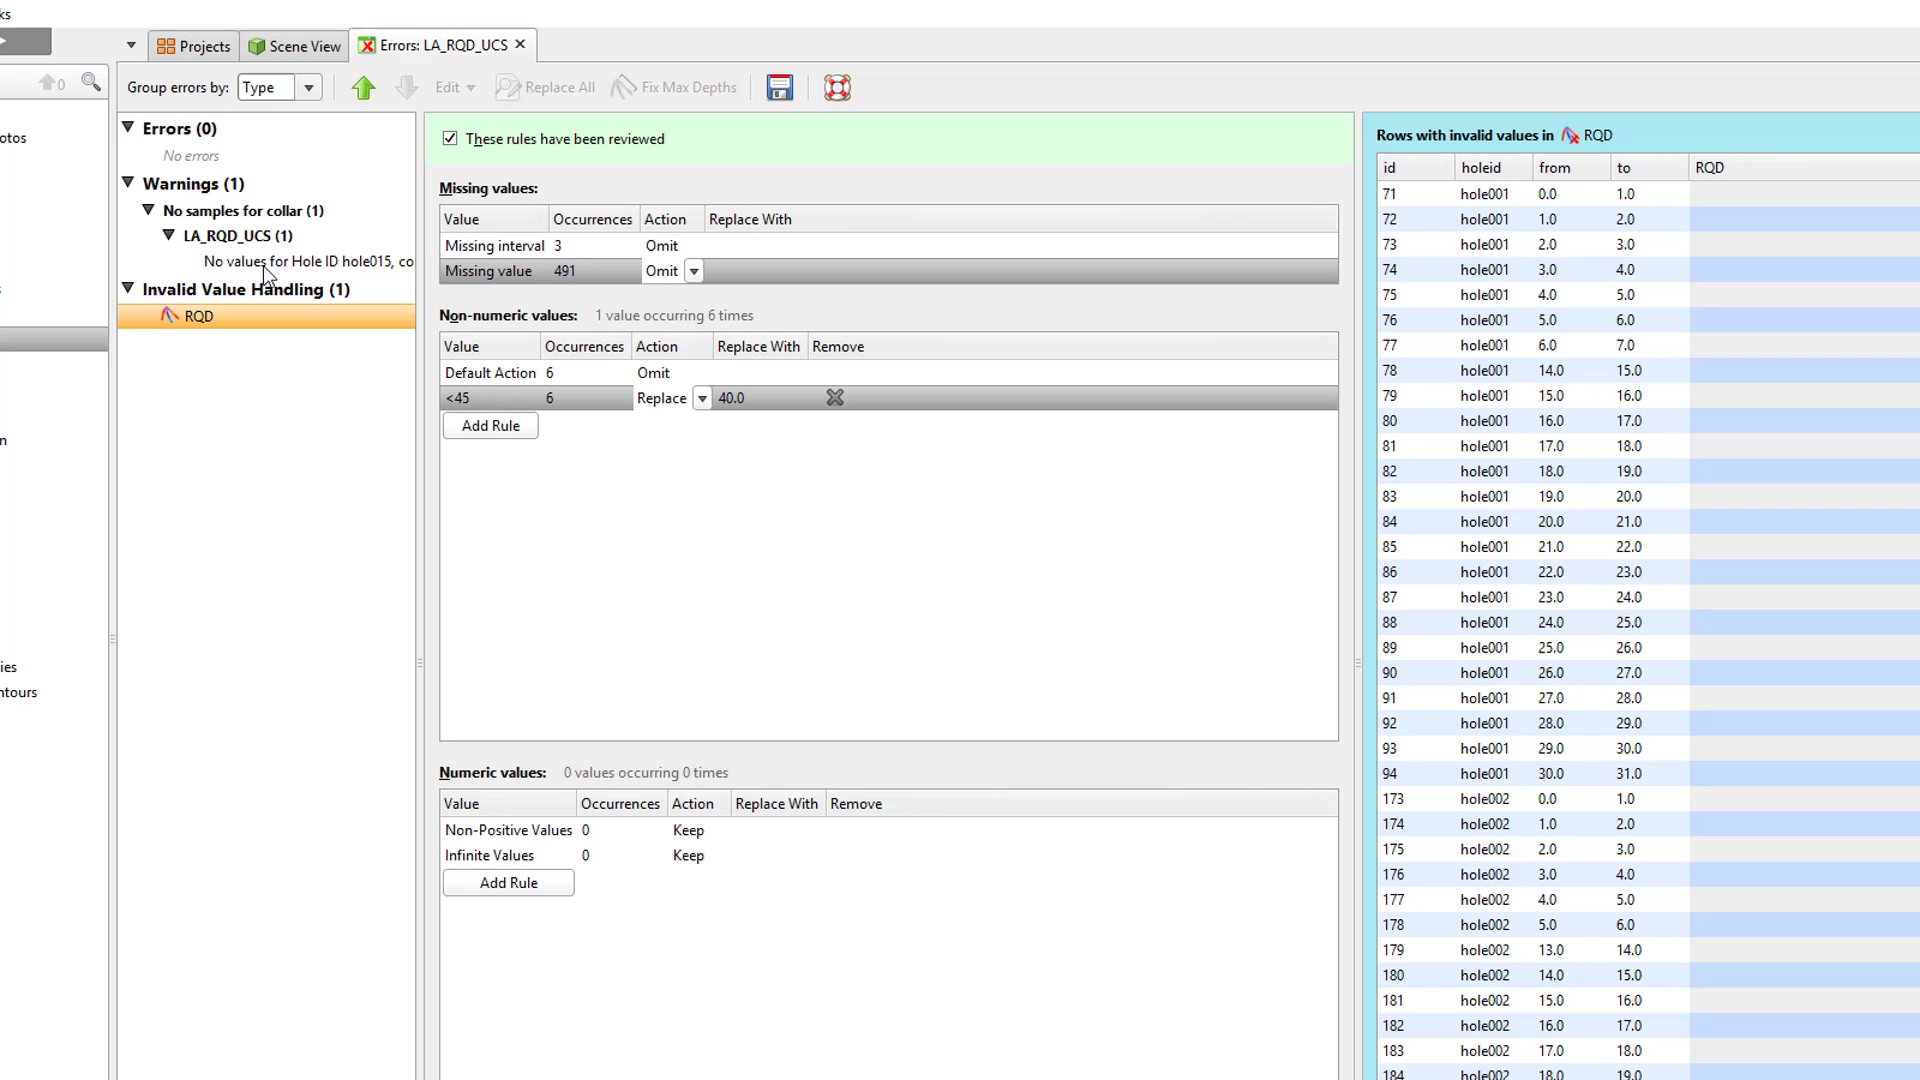 ks
Projects
Scene View
Errors: LA_RQD_UCS
0
Group errors by:
Type
Edit
Replace All
Fix Max Depths
otos
n
ies
ntours
Errors (0)
No errors
Warnings (1)
No samples for collar (1)
LA_RQD_UCS (1)
No values for Hole ID hole015, co
Invalid Value Handling (1)
RQD
These rules have been reviewed
Missing values:
Value Occurrences Action Replace With
Missing interval 3 Omit
Missing value 491 Omit
Non-numeric values: 1 value occurring 6 times
Value Occurrences Action Replace With Remove
Default Action 6 Omit
<45 6 Replace 40.0
Add Rule
Numeric values: 0 values occurring 0 times
Value Occurrences Action Replace With Remove
Non-Positive Values 0 Keep
Infinite Values 0 Keep
Add Rule
Rows with invalid values in RQD
id holeid from to RQD
71 hole001 0.0 1.0
72 hole001 1.0 2.0
73 hole001 2.0 3.0
74 hole001 3.0 4.0
75 hole001 4.0 5.0
76 hole001 5.0 6.0
77 hole001 6.0 7.0
78 hole001 14.0 15.0
79 hole001 15.0 16.0
80 hole001 16.0 17.0
81 hole001 17.0 18.0
82 hole001 18.0 19.0
83 hole001 19.0 20.0
84 hole001 20.0 21.0
85 hole001 21.0 22.0
86 hole001 22.0 23.0
87 hole001 23.0 24.0
88 hole001 24.0 25.0
89 hole001 25.0 26.0
90 hole001 26.0 27.0
91 hole001 27.0 28.0
92 hole001 28.0 29.0
93 hole001 29.0 30.0
94 hole001 30.0 31.0
173 hole002 0.0 1.0
174 hole002 1.0 2.0
175 hole002 2.0 3.0
176 hole002 3.0 4.0
177 hole002 4.0 5.0
178 hole002 5.0 6.0
179 hole002 13.0 14.0
180 hole002 14.0 15.0
181 hole002 15.0 16.0
182 hole002 16.0 17.0
183 hole002 17.0 18.0
184 hole002 18.0 19.0